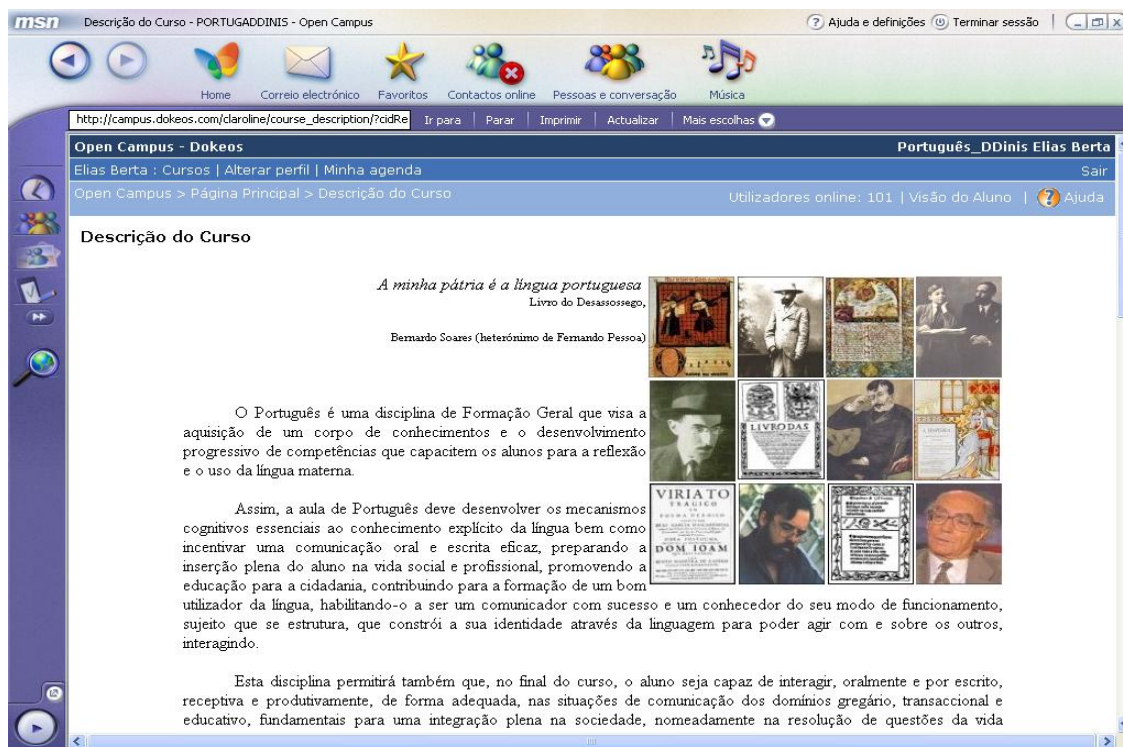 msn Descrição do Curso - PORTUGADDINIS - Open Campus
Ajuda e definições Terminar sessão
Home Correio electrónico Favoritos Contactos online Pessoas e conversação Música
http://campus.dokeos.com/claroline/course_description/?cidRe Ir para Parar Imprimir Actualizar Mais escolhas
Open Campus - Dokeos Português_DDinis Elias Berta
Elias Berta : Cursos | Alterar perfil | Minha agenda Sair
Open Campus > Página Principal > Descrição do Curso Utilizadores online: 101 | Visão do Aluno | Ajuda
Descrição do Curso
A minha pátria é a língua portuguesa
Livro do Desassossego,
Bernardo Soares (heterónimo de Fernando Pessoa)
O Português é uma disciplina de Formação Geral que visa a
aquisição de um corpo de conhecimentos e o desenvolvimento
progressivo de competências que capacitem os alunos para a reflexão
e o uso da língua materna.
Assim, a aula de Português deve desenvolver os mecanismos
cognitivos essenciais ao conhecimento explícito da língua bem como
incentivar uma comunicação oral e escrita eficaz, preparando a
inserção plena do aluno na vida social e profissional, promovendo a
educação para a cidadania, contribuindo para a formação de um bom
utilizador da língua, habilitando-o a ser um comunicador com sucesso e um conhecedor do seu modo de funcionamento,
sujeito que se estrutura, que constrói a sua identidade através da linguagem para poder agir com e sobre os outros,
interagindo.
Esta disciplina permitirá também que, no final do curso, o aluno seja capaz de interagir, oralmente e por escrito,
receptiva e produtivamente, de forma adequada, nas situações de comunicação dos domínios gregário, transaccional e
educativo, fundamentais para uma integração plena na sociedade, nomeadamente na resolução de questões da vida
LIVRO DAS
VIRIATO
TRAGICO
DOM IOAM